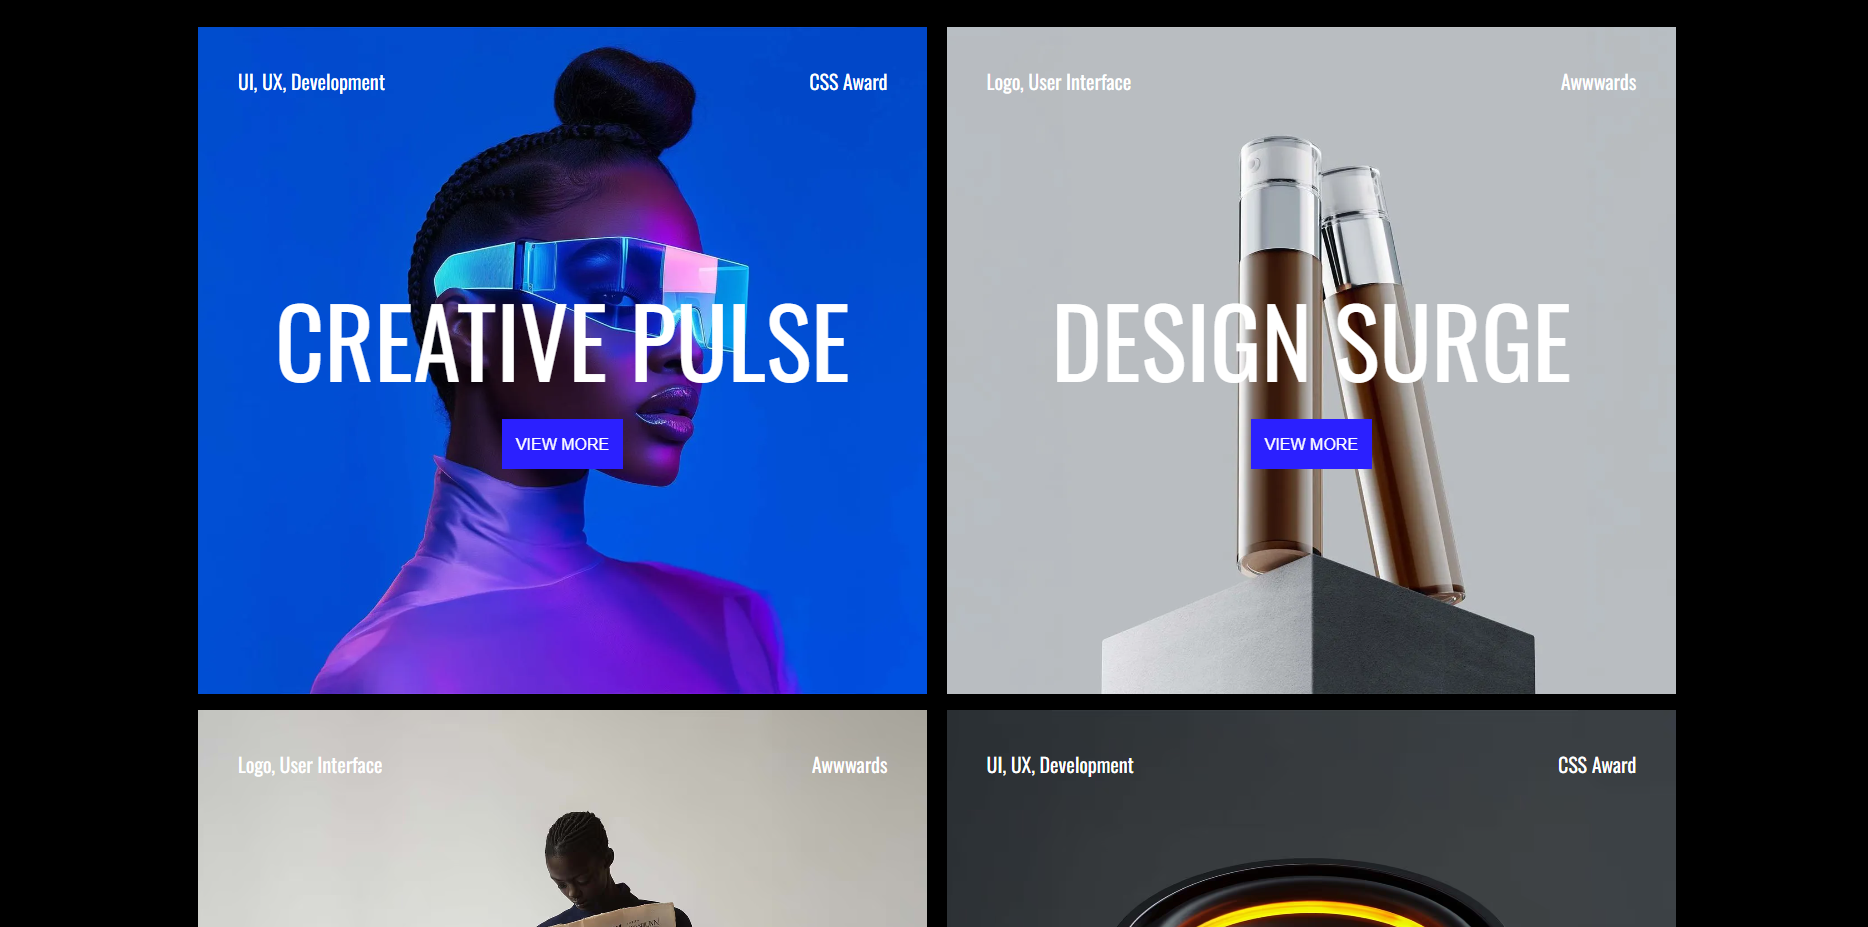 UI, UX, Development
CSS Award
CREATIVE PULSE
VIEW MORE
Logo, User Interface
Awwwards
DESIGN SURGE
VIEW MORE
Logo, User Interface
Awwwards
UI, UX, Development
CSS Award